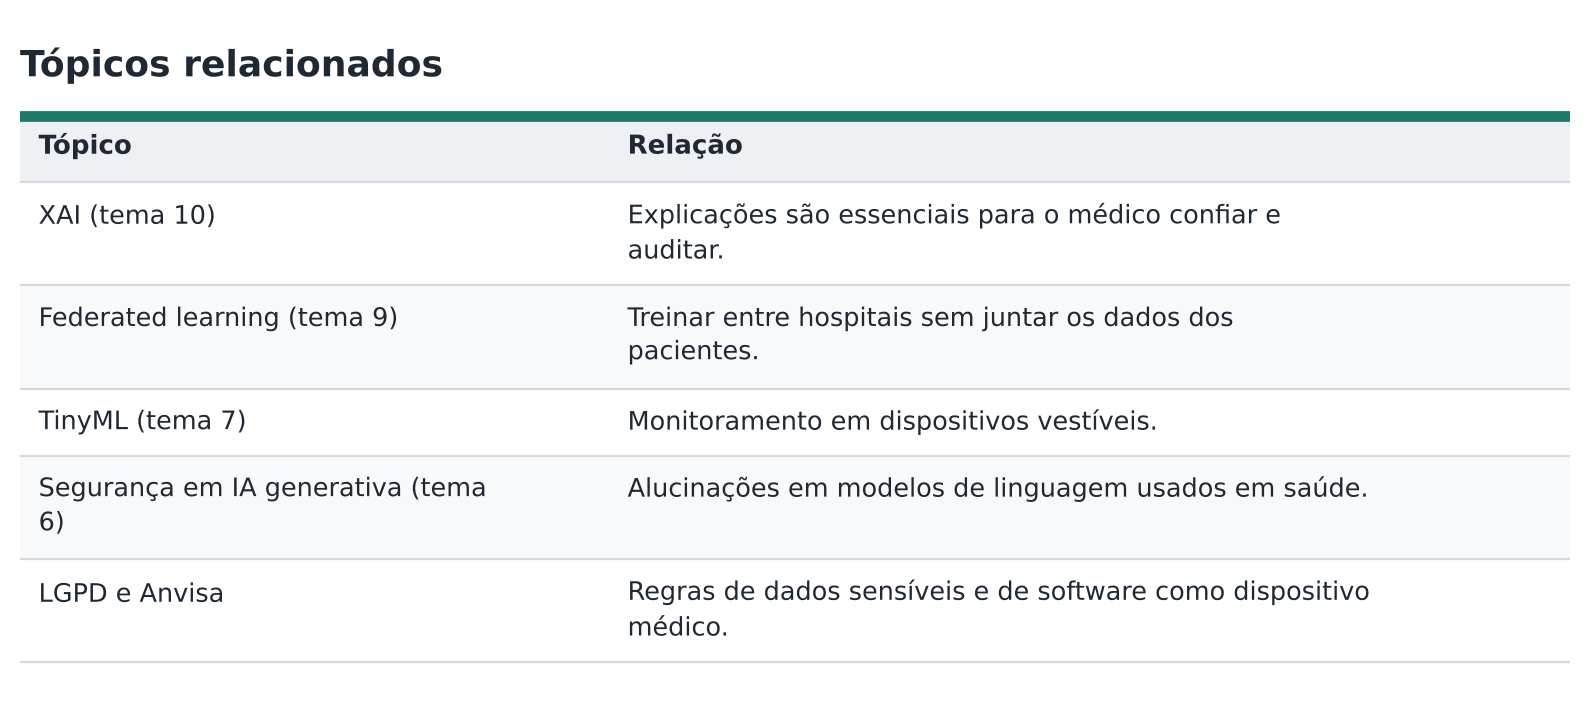 Tópicos relacionados
Tópico
Relação
XAI (tema 10)
Explicações são essenciais para o médico confiar e
auditar.
Federated learning (tema 9)
Treinar entre hospitais sem juntar os dados dos
pacientes.
TinyML (tema 7)
Monitoramento em dispositivos vestíveis.
Segurança em IA generativa (tema
6)
Alucinações em modelos de linguagem usados em saúde.
LGPD e Anvisa
Regras de dados sensíveis e de software como dispositivo
médico.